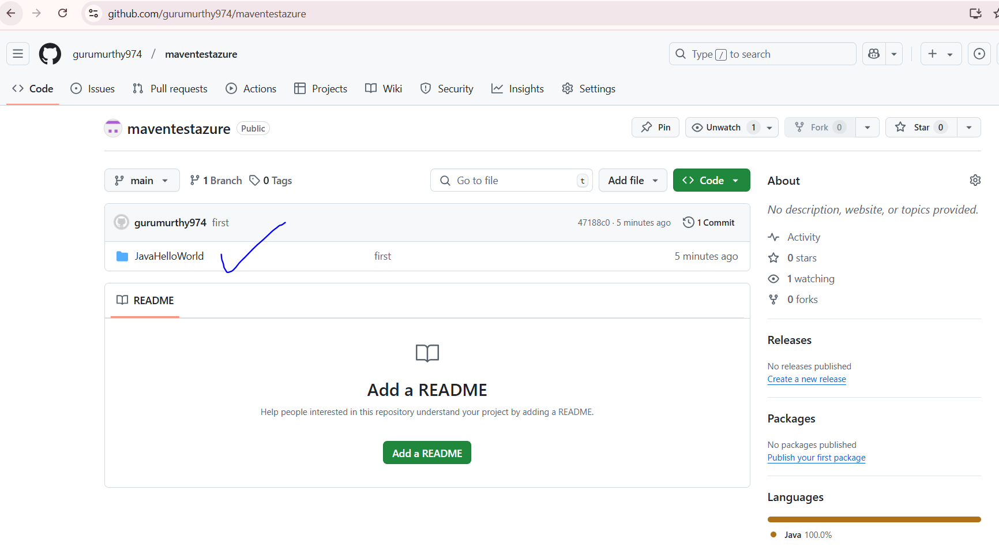 github.com/gurumurthy974/maventestazure
gurumurthy974 / maventestazure
Type / to search
Code Issues Pull requests Actions Projects Wiki Security Insights Settings
maventestazure Public
Pin Unwatch 1 Fork 0 Star 0
main 1 Branch 0 Tags Go to file t Add file Code
gurumurthy974 first 47188c0 · 5 minutes ago 1 Commit
JavaHelloWorld first 5 minutes ago
README
Add a README
Help people interested in this repository understand your project by adding a README.
Add a README
About
No description, website, or topics provided.
Activity
0 stars
1 watching
0 forks
Releases
No releases published
Create a new release
Packages
No packages published
Publish your first package
Languages
Java 100.0%